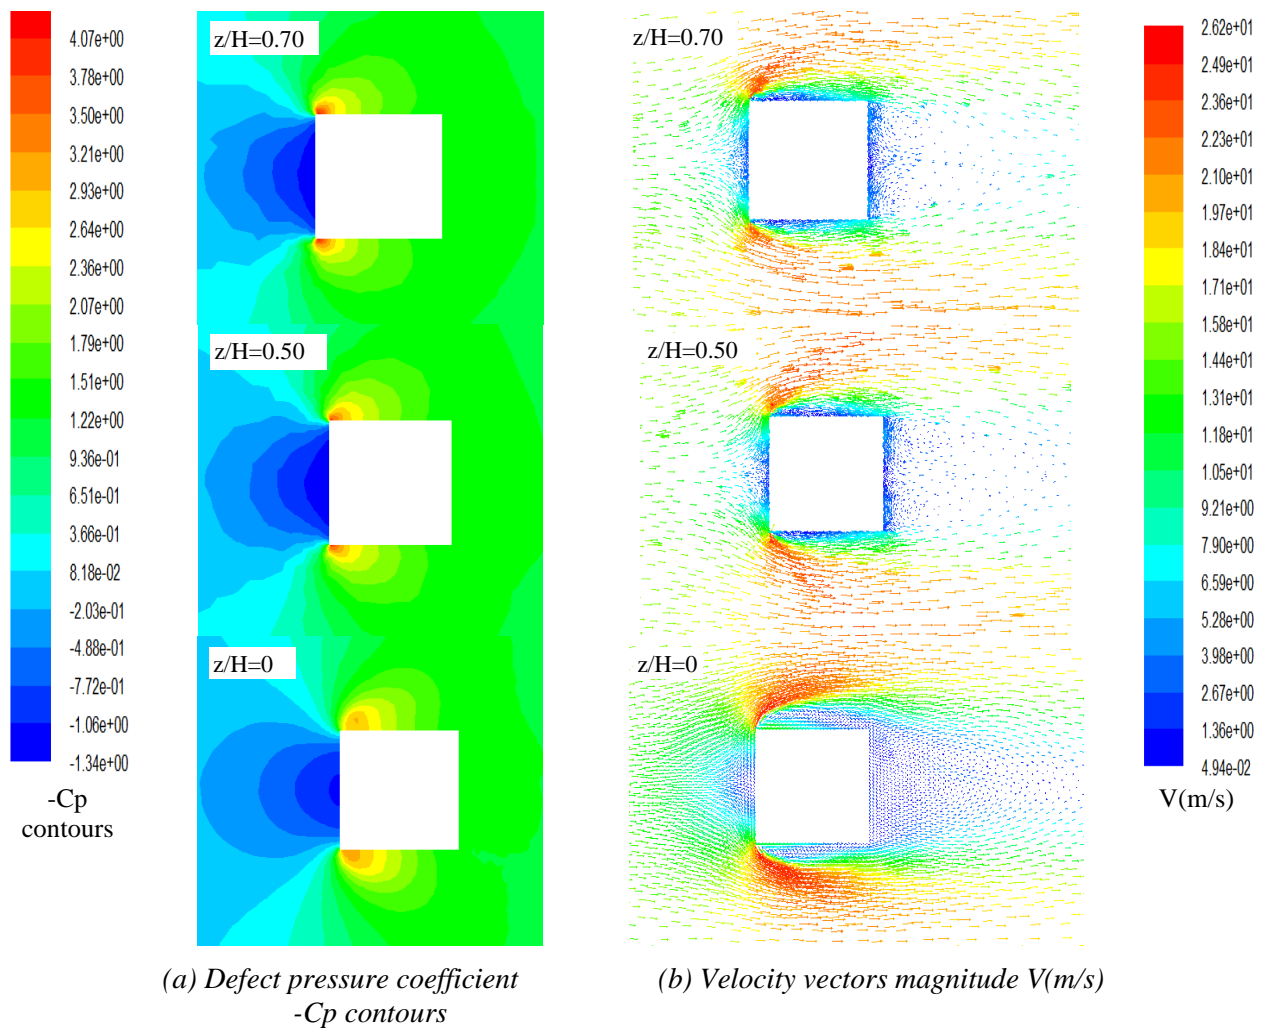 4.07e+00
3.78e+00
3.50e+00
3.21e+00
2.93e+00
2.64e+00
2.36e+00
2.07e+00
1.79e+00
1.51e+00
1.22e+00
9.36e-01
6.51e-01
3.66e-01
8.18e-02
-2.03e-01
-4.88e-01
-7.72e-01
-1.06e+00
-1.34e+00
-Cp
contours
z/H=0.70
z/H=0.50
z/H=0
z/H=0.70
z/H=0.50
z/H=0
2.62e+01
2.49e+01
2.36e+01
2.23e+01
2.10e+01
1.97e+01
1.84e+01
1.71e+01
1.58e+01
1.44e+01
1.31e+01
1.18e+01
1.05e+01
9.21e+00
7.90e+00
6.59e+00
5.28e+00
3.98e+00
2.67e+00
1.36e+00
4.94e-02
V(m/s)
(a) Defect pressure coefficient
-Cp contours
(b) Velocity vectors magnitude V(m/s)